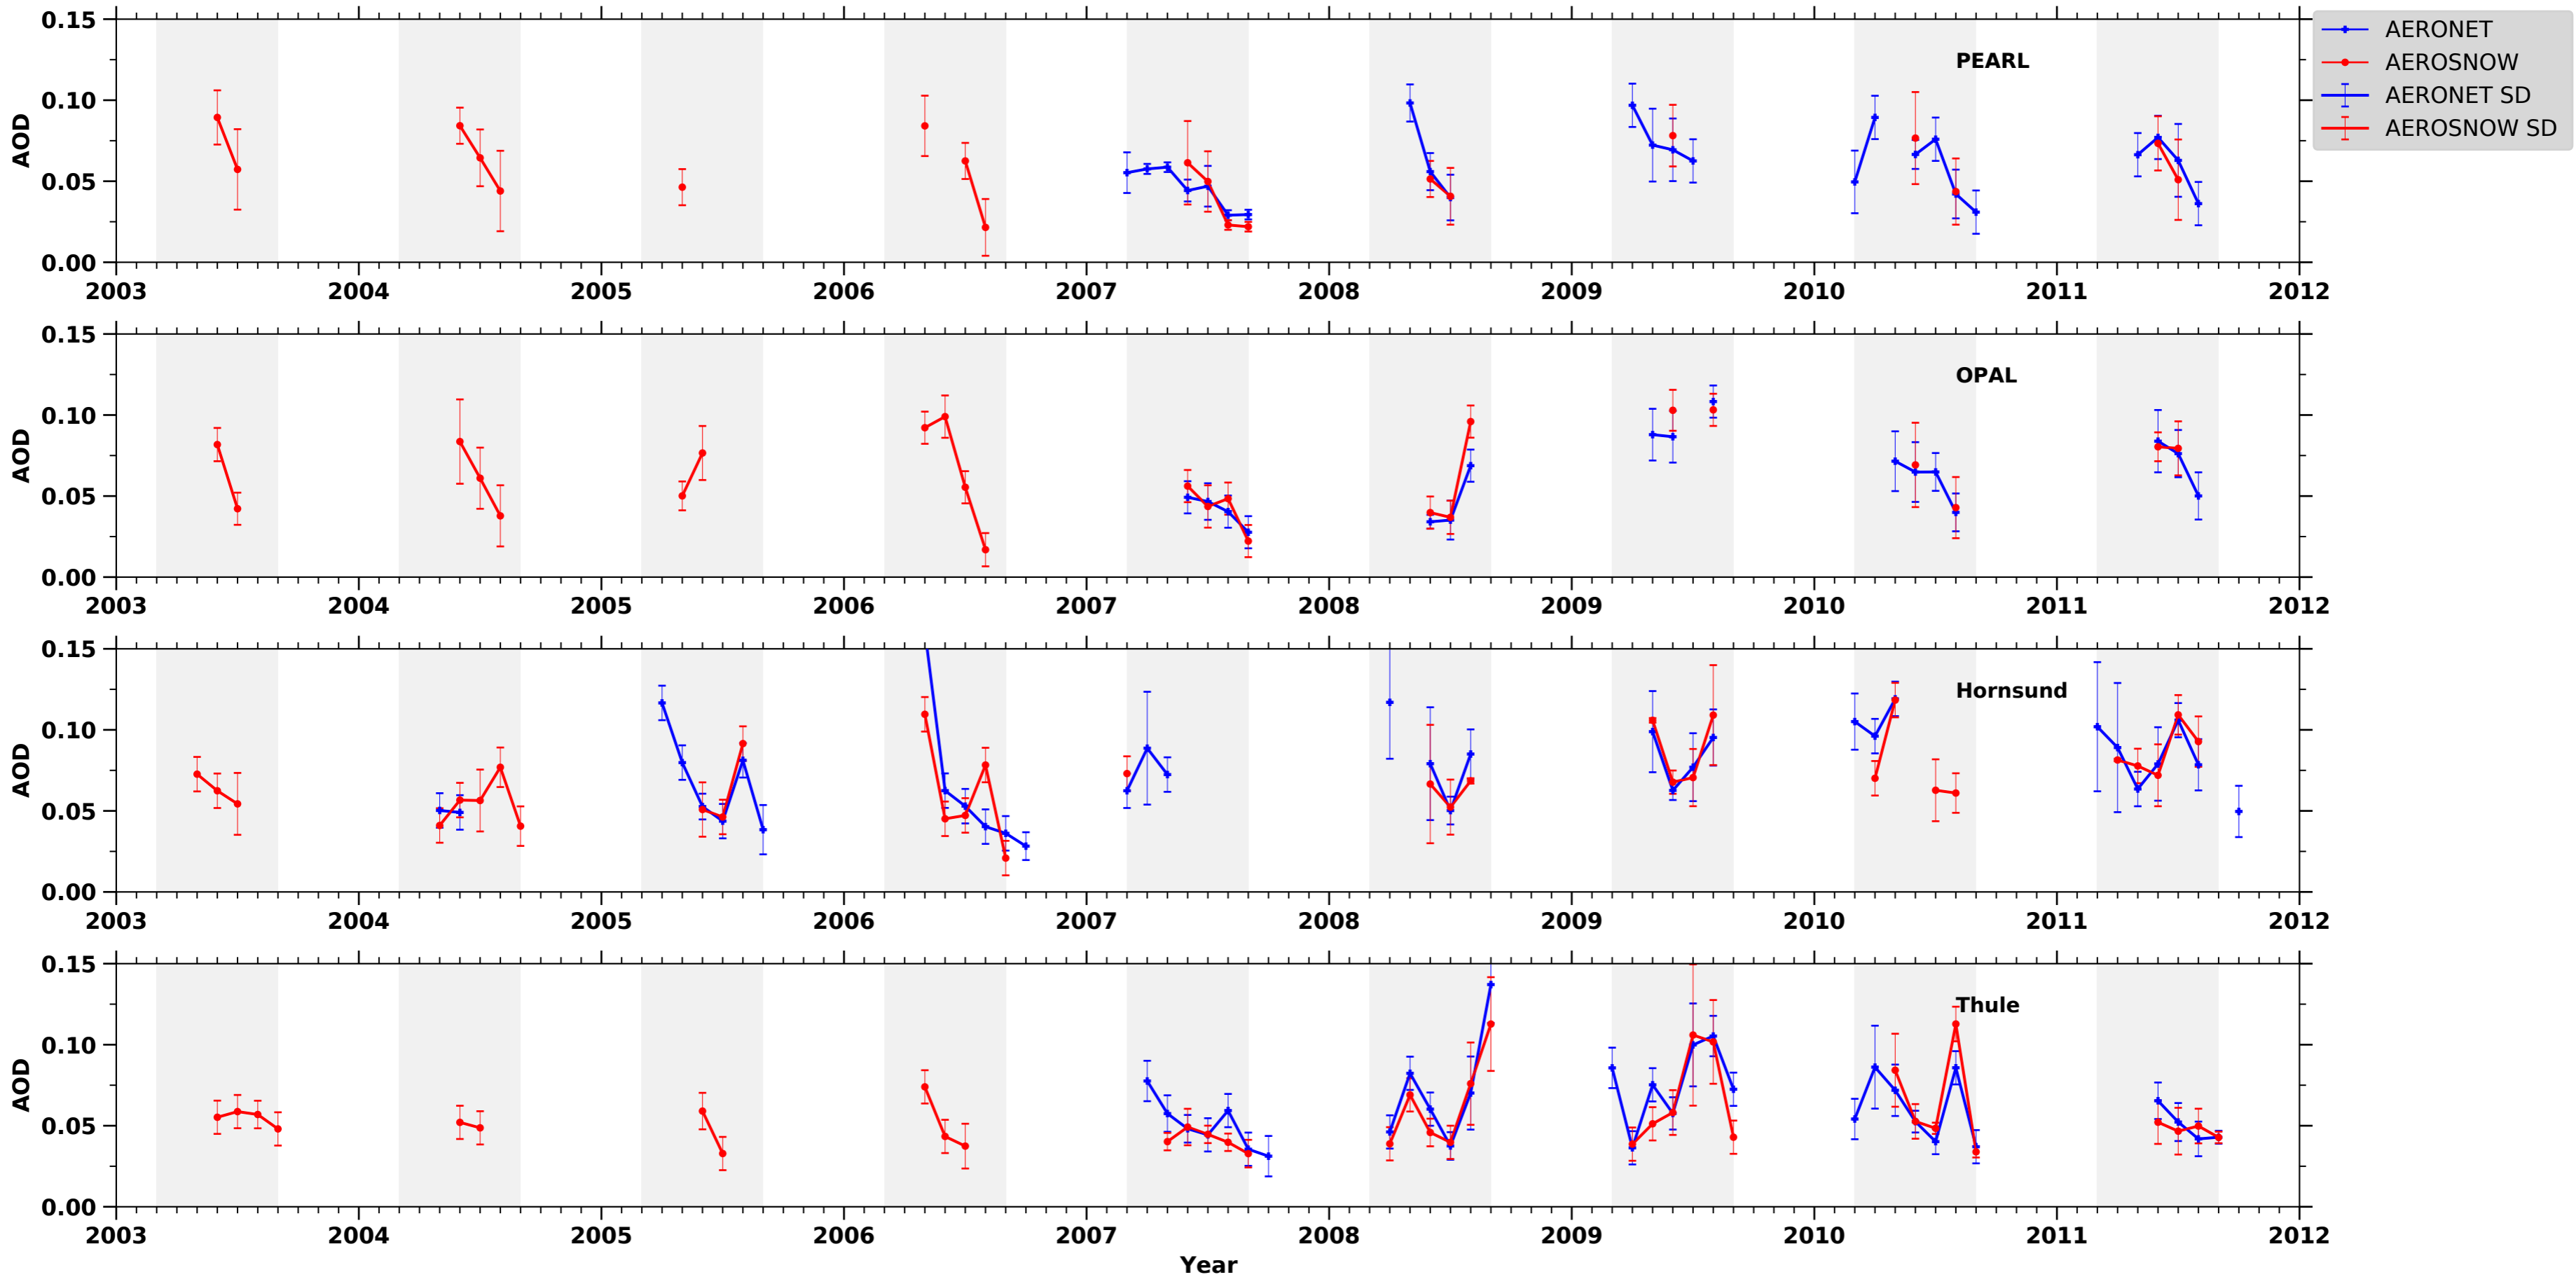 0.15
0.10
0.05
0.00
AOD
PEARL
2003 2004 2005 2006 2007 2008 2009 2010 2011 2012
AERONET
AEROSNOW
AERONET SD
AEROSNOW SD
0.15
0.10
0.05
0.00
AOD
OPAL
2003 2004 2005 2006 2007 2008 2009 2010 2011 2012
0.15
0.10
0.05
0.00
AOD
Hornsund
2003 2004 2005 2006 2007 2008 2009 2010 2011 2012
0.15
0.10
0.05
0.00
AOD
Thule
2003 2004 2005 2006 2007 2008 2009 2010 2011 2012
Year